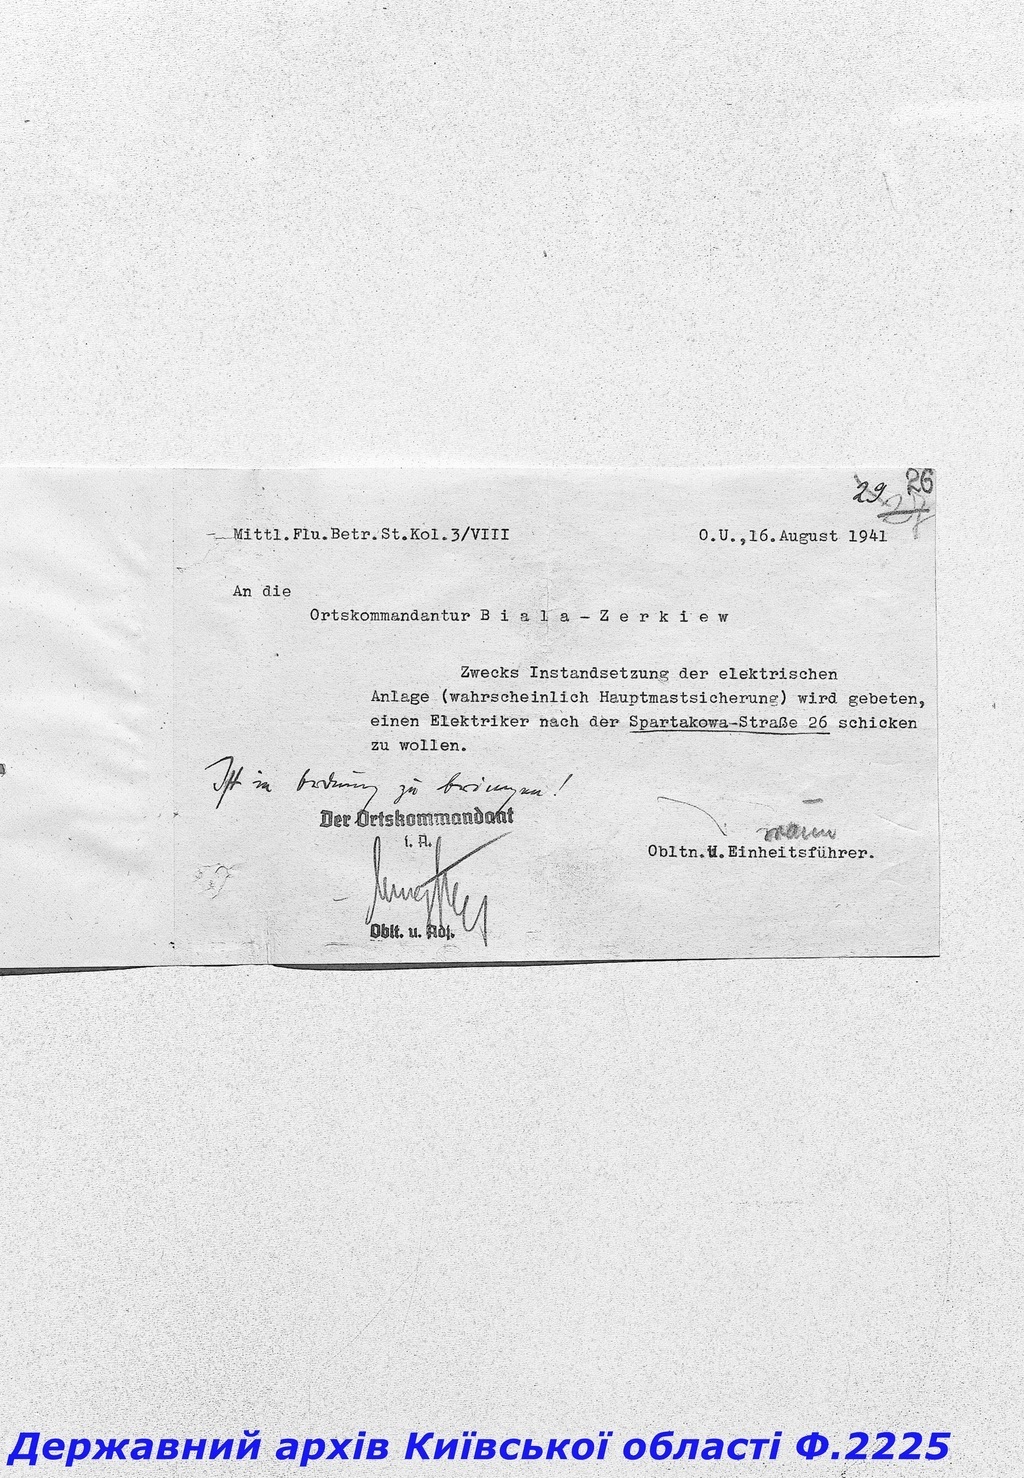 29 26
27
Mittl.Flu.Betr.St.Kol.3/VIII O.U.,16.August 1941
An die
Ortskommandantur B i a l a - Z e r k i e w
Zwecks Instandsetzung der elektrischen
Anlage (wahrscheinlich Hauptmastsicherung) wird gebeten,
einen Elektriker nach der Spartakowa-Straße 26 schicken
zu wollen.
Ist in Ordnung zu bringen!
Der Ortskommandant
i. A.
Oblt. u. Adj.
Obltn.u.Einheitsführer.
Державний архів Київської області Ф.2225